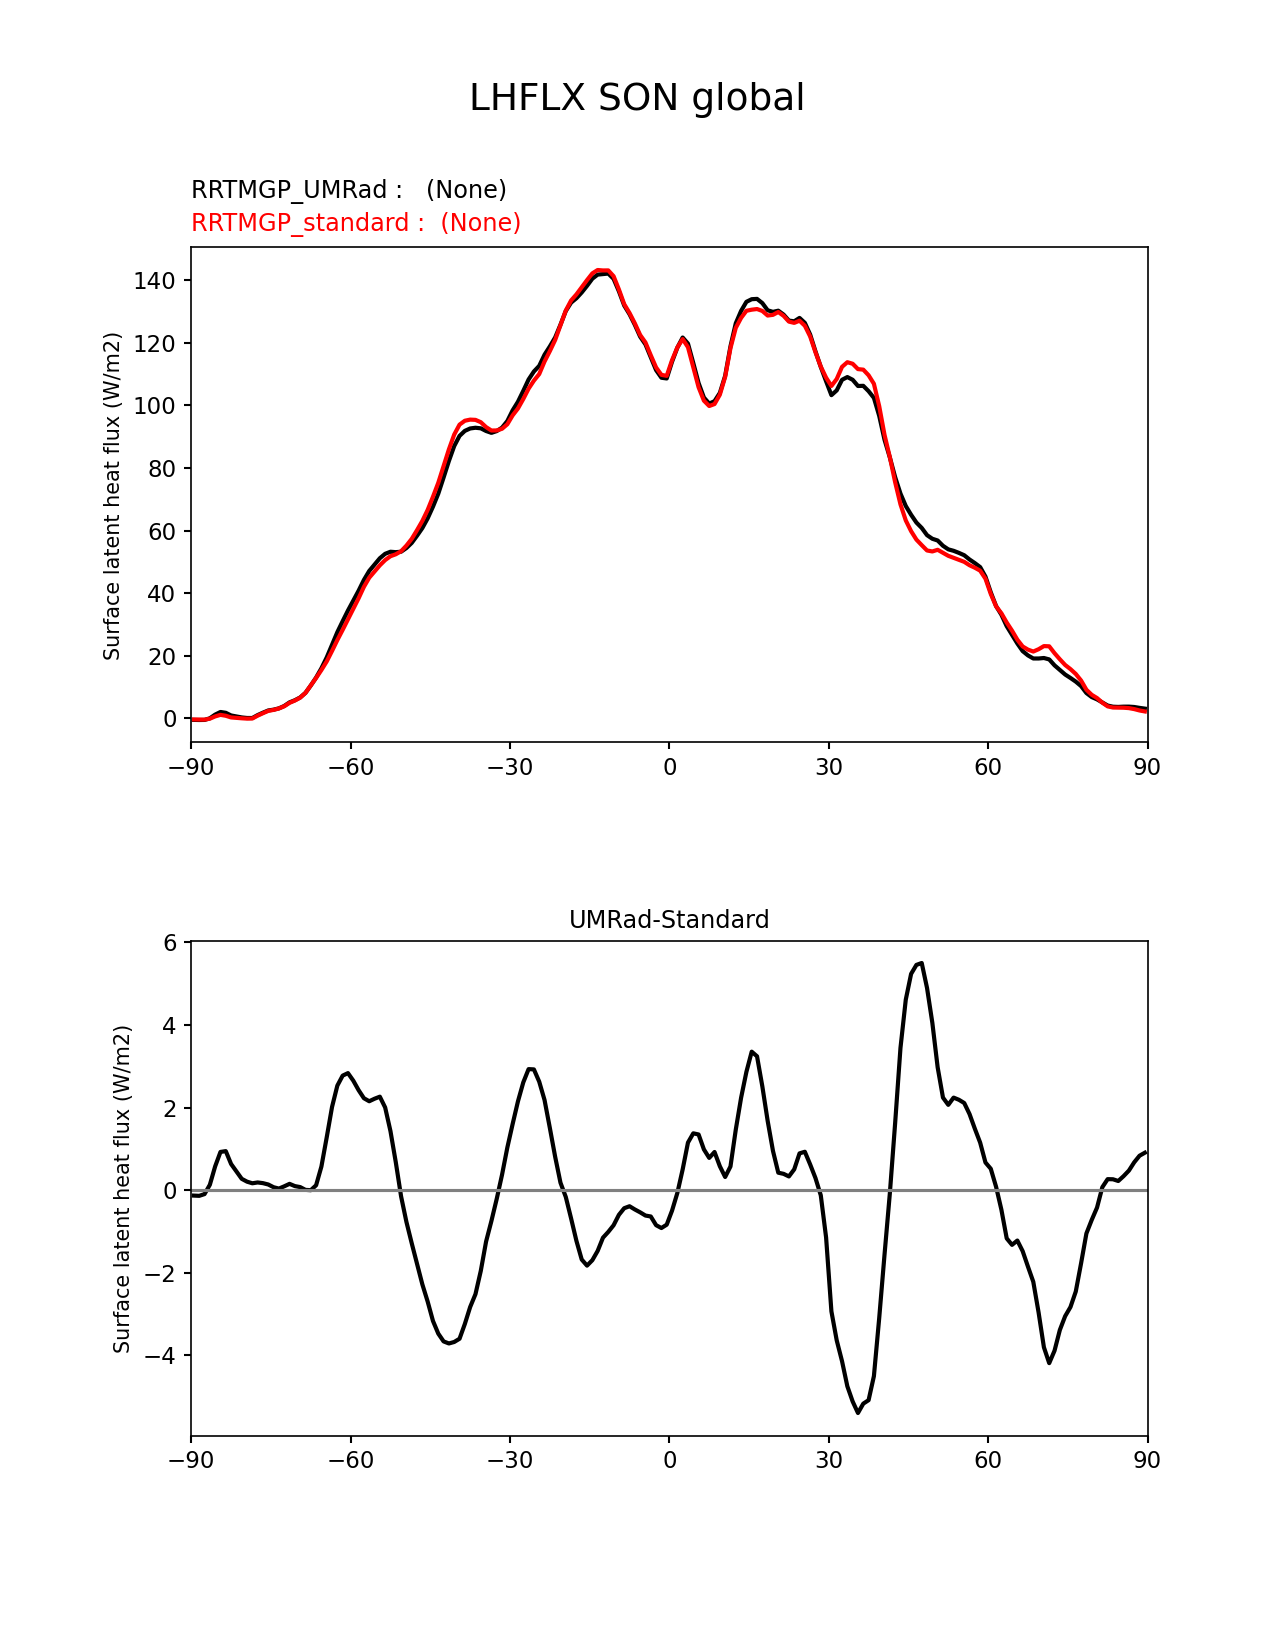 LHFLX SON global
RRTMGP_UMRad :   (None)
RRTMGP_standard :  (None)
Surface latent heat flux (W/m2)
140
120
100
80
60
40
20
0
−90 −60 −30 0 30 60 90
UMRad-Standard
Surface latent heat flux (W/m2)
6
4
2
0
−2
−4
−90 −60 −30 0 30 60 90